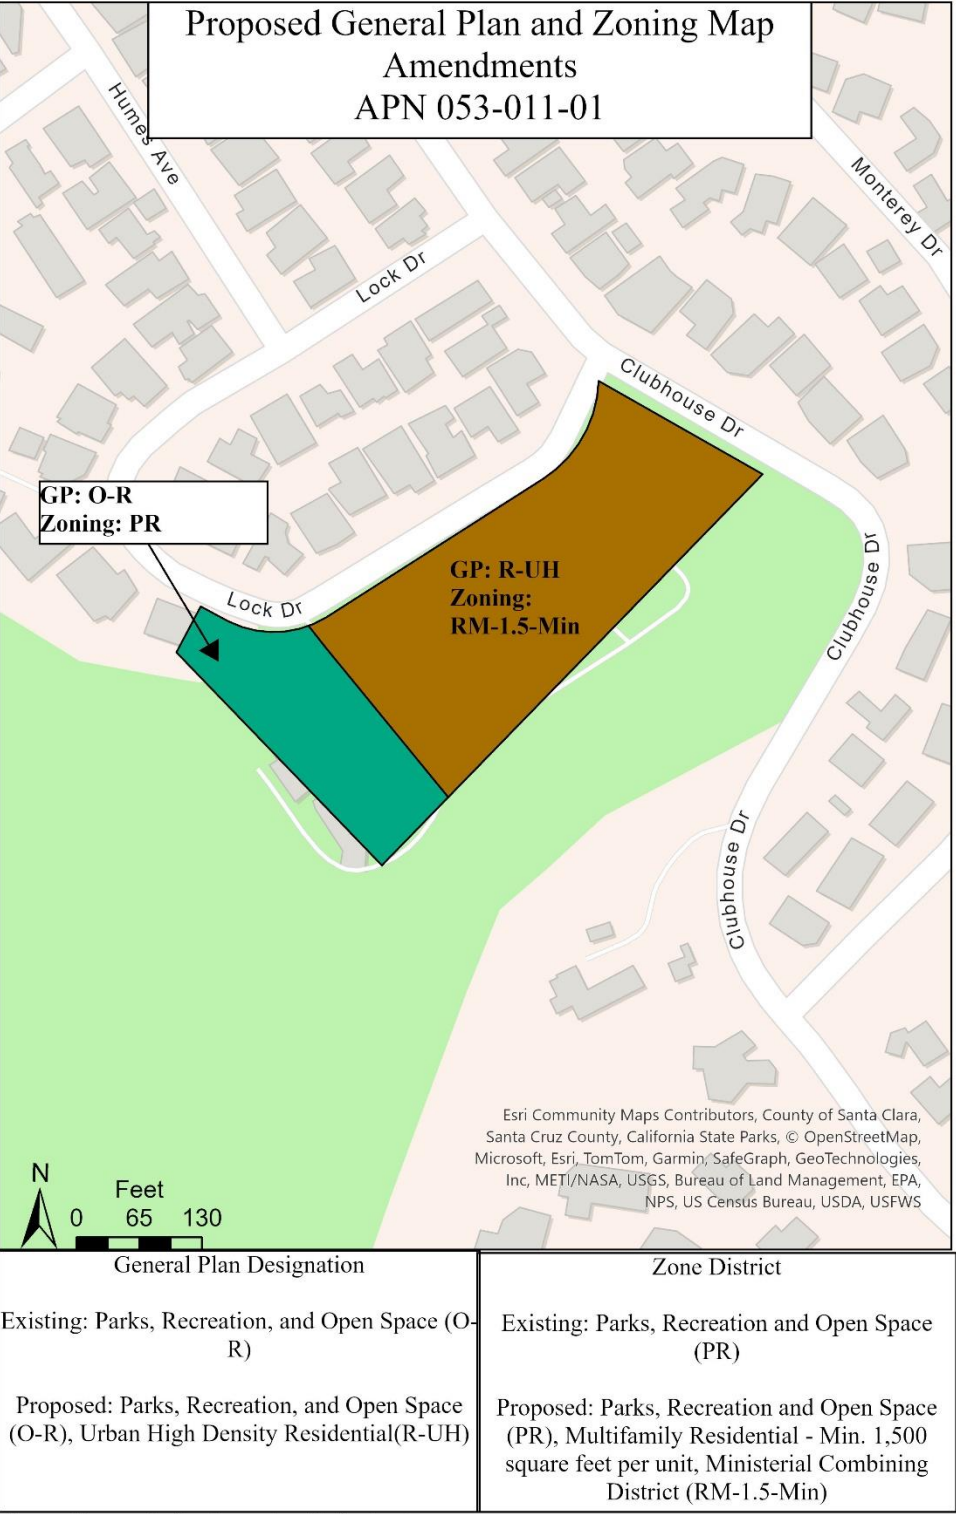 Proposed General Plan and Zoning Map
Amendments
APN 053-011-01
Humes Ave
Monterey Dr
Lock Dr
Clubhouse Dr
GP: O-R
Zoning: PR
GP: R-UH
Zoning:
RM-1.5-Min
Clubhouse Dr
Lock Dr
Clubhouse Dr
Esri Community Maps Contributors, County of Santa Clara,
Santa Cruz County, California State Parks, © OpenStreetMap,
Microsoft, Esri, TomTom, Garmin, SafeGraph, GeoTechnologies,
Inc, METI/NASA, USGS, Bureau of Land Management, EPA,
NPS, US Census Bureau, USDA, USFWS
N
Feet
0 65 130
General Plan Designation
Existing: Parks, Recreation, and Open Space (O-
R)
Proposed: Parks, Recreation, and Open Space
(O-R), Urban High Density Residential(R-UH)
Zone District
Existing: Parks, Recreation and Open Space
(PR)
Proposed: Parks, Recreation and Open Space
(PR), Multifamily Residential - Min. 1,500
square feet per unit, Ministerial Combining
District (RM-1.5-Min)